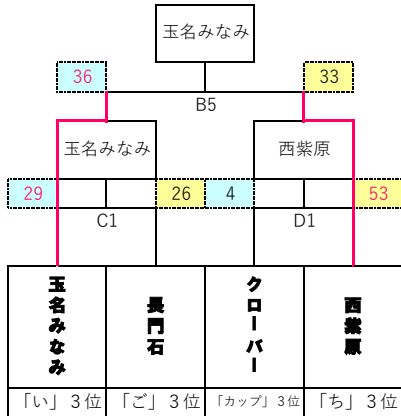 玉名みなみ
36
33
B5
玉名みなみ
西紫原
29
26
4
53
C1
D1
玉名みなみ
長門石
クローバー
西紫原
「い」３位
「ご」３位
「カップ」３位
「ち」３位